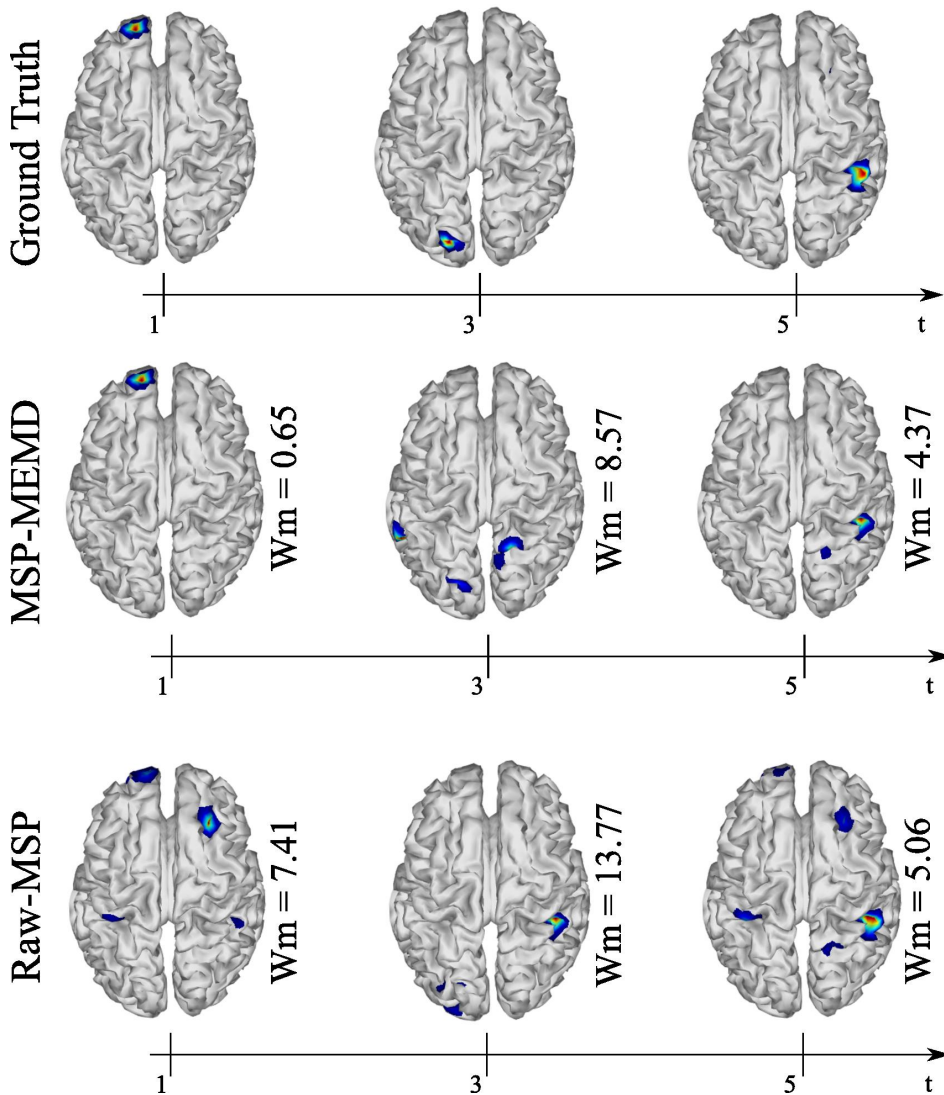 Ground Truth
1
3
5
t
MSP-MEMD
Wm = 0.65
Wm = 8.57
Wm = 4.37
1
3
5
t
Raw-MSP
Wm = 7.41
Wm = 13.77
Wm = 5.06
1
3
5
t